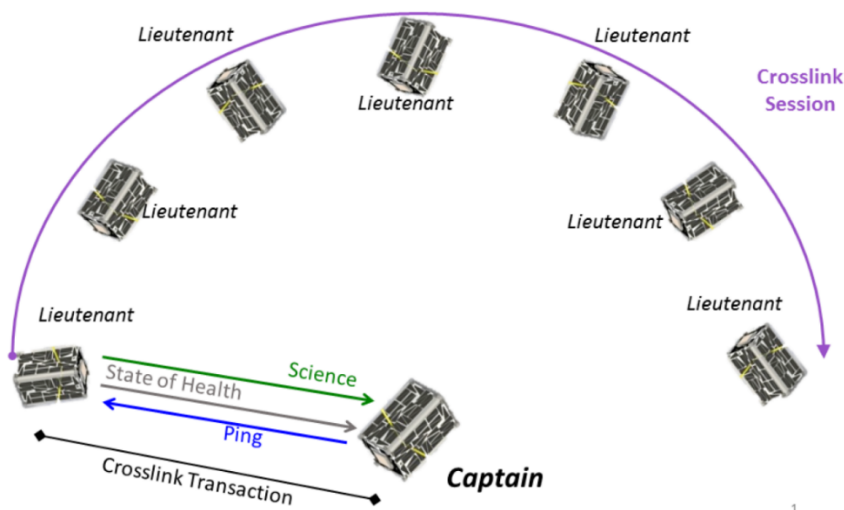 Lieutenant
Lieutenant
Lieutenant
Crosslink
Session
Lieutenant
Lieutenant
Lieutenant
Lieutenant
Science
State of Health
Ping
Crosslink Transaction
Captain
1